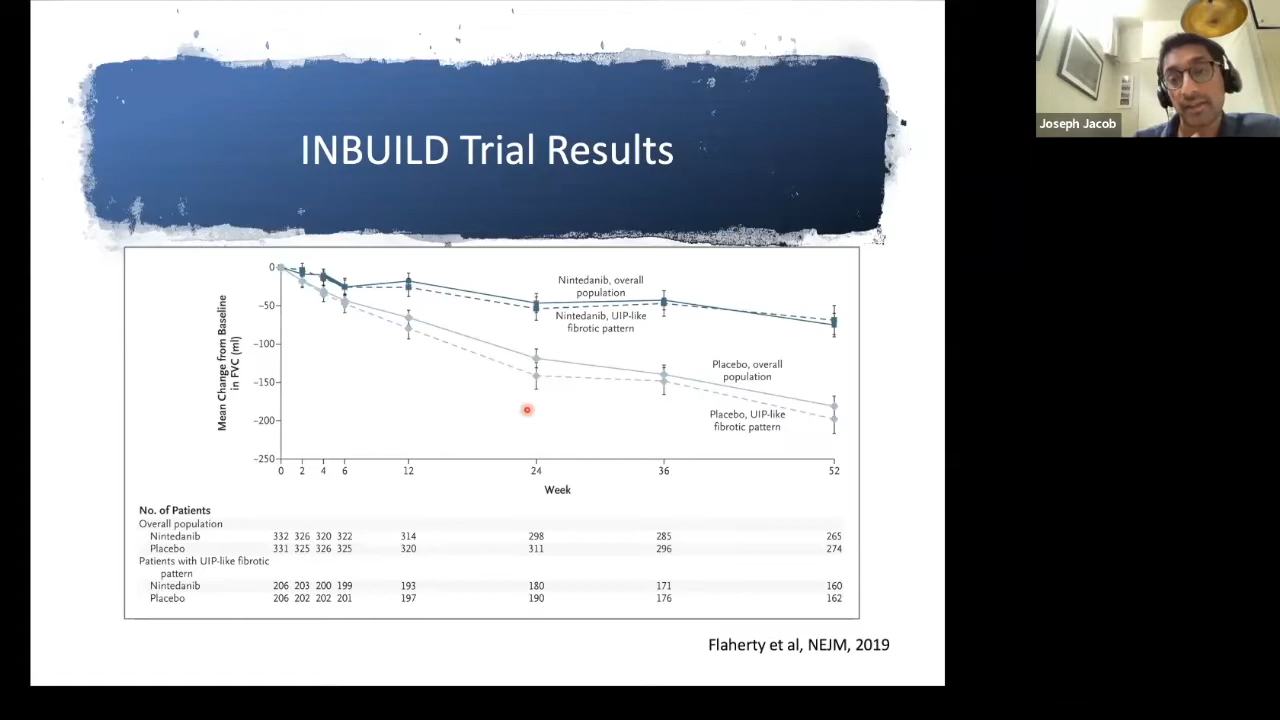 INBUILD Trial Results
Joseph Jacob
Mean Change from Baseline
in FVC (ml)
0
−50
−100
−150
−200
−250
Nintedanib, overall
population
Nintedanib, UIP-like
fibrotic pattern
Placebo, overall
population
Placebo, UIP-like
fibrotic pattern
0 2 4 6 12 24 36 52
Week
No. of Patients
Overall population
Nintedanib 332 326 320 322 314 298 285 265
Placebo 331 325 326 325 320 311 296 274
Patients with UIP-like fibrotic
pattern
Nintedanib 206 203 200 199 193 180 171 160
Placebo 206 202 202 201 197 190 176 162
Flaherty et al, NEJM, 2019